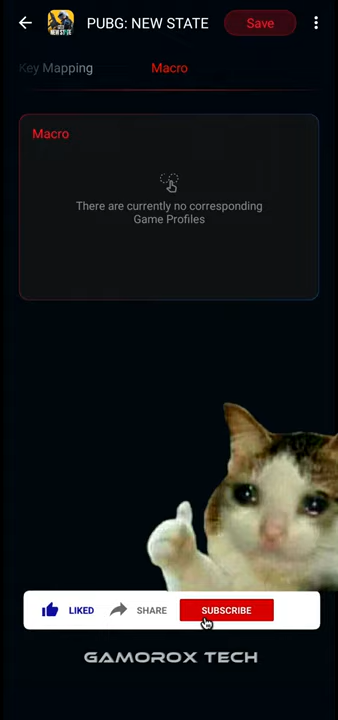 PUBG: NEW STATE
Save
Key Mapping
Macro
Macro
There are currently no corresponding
Game Profiles
LIKED
SHARE
SUBSCRIBE
GAMOROX TECH